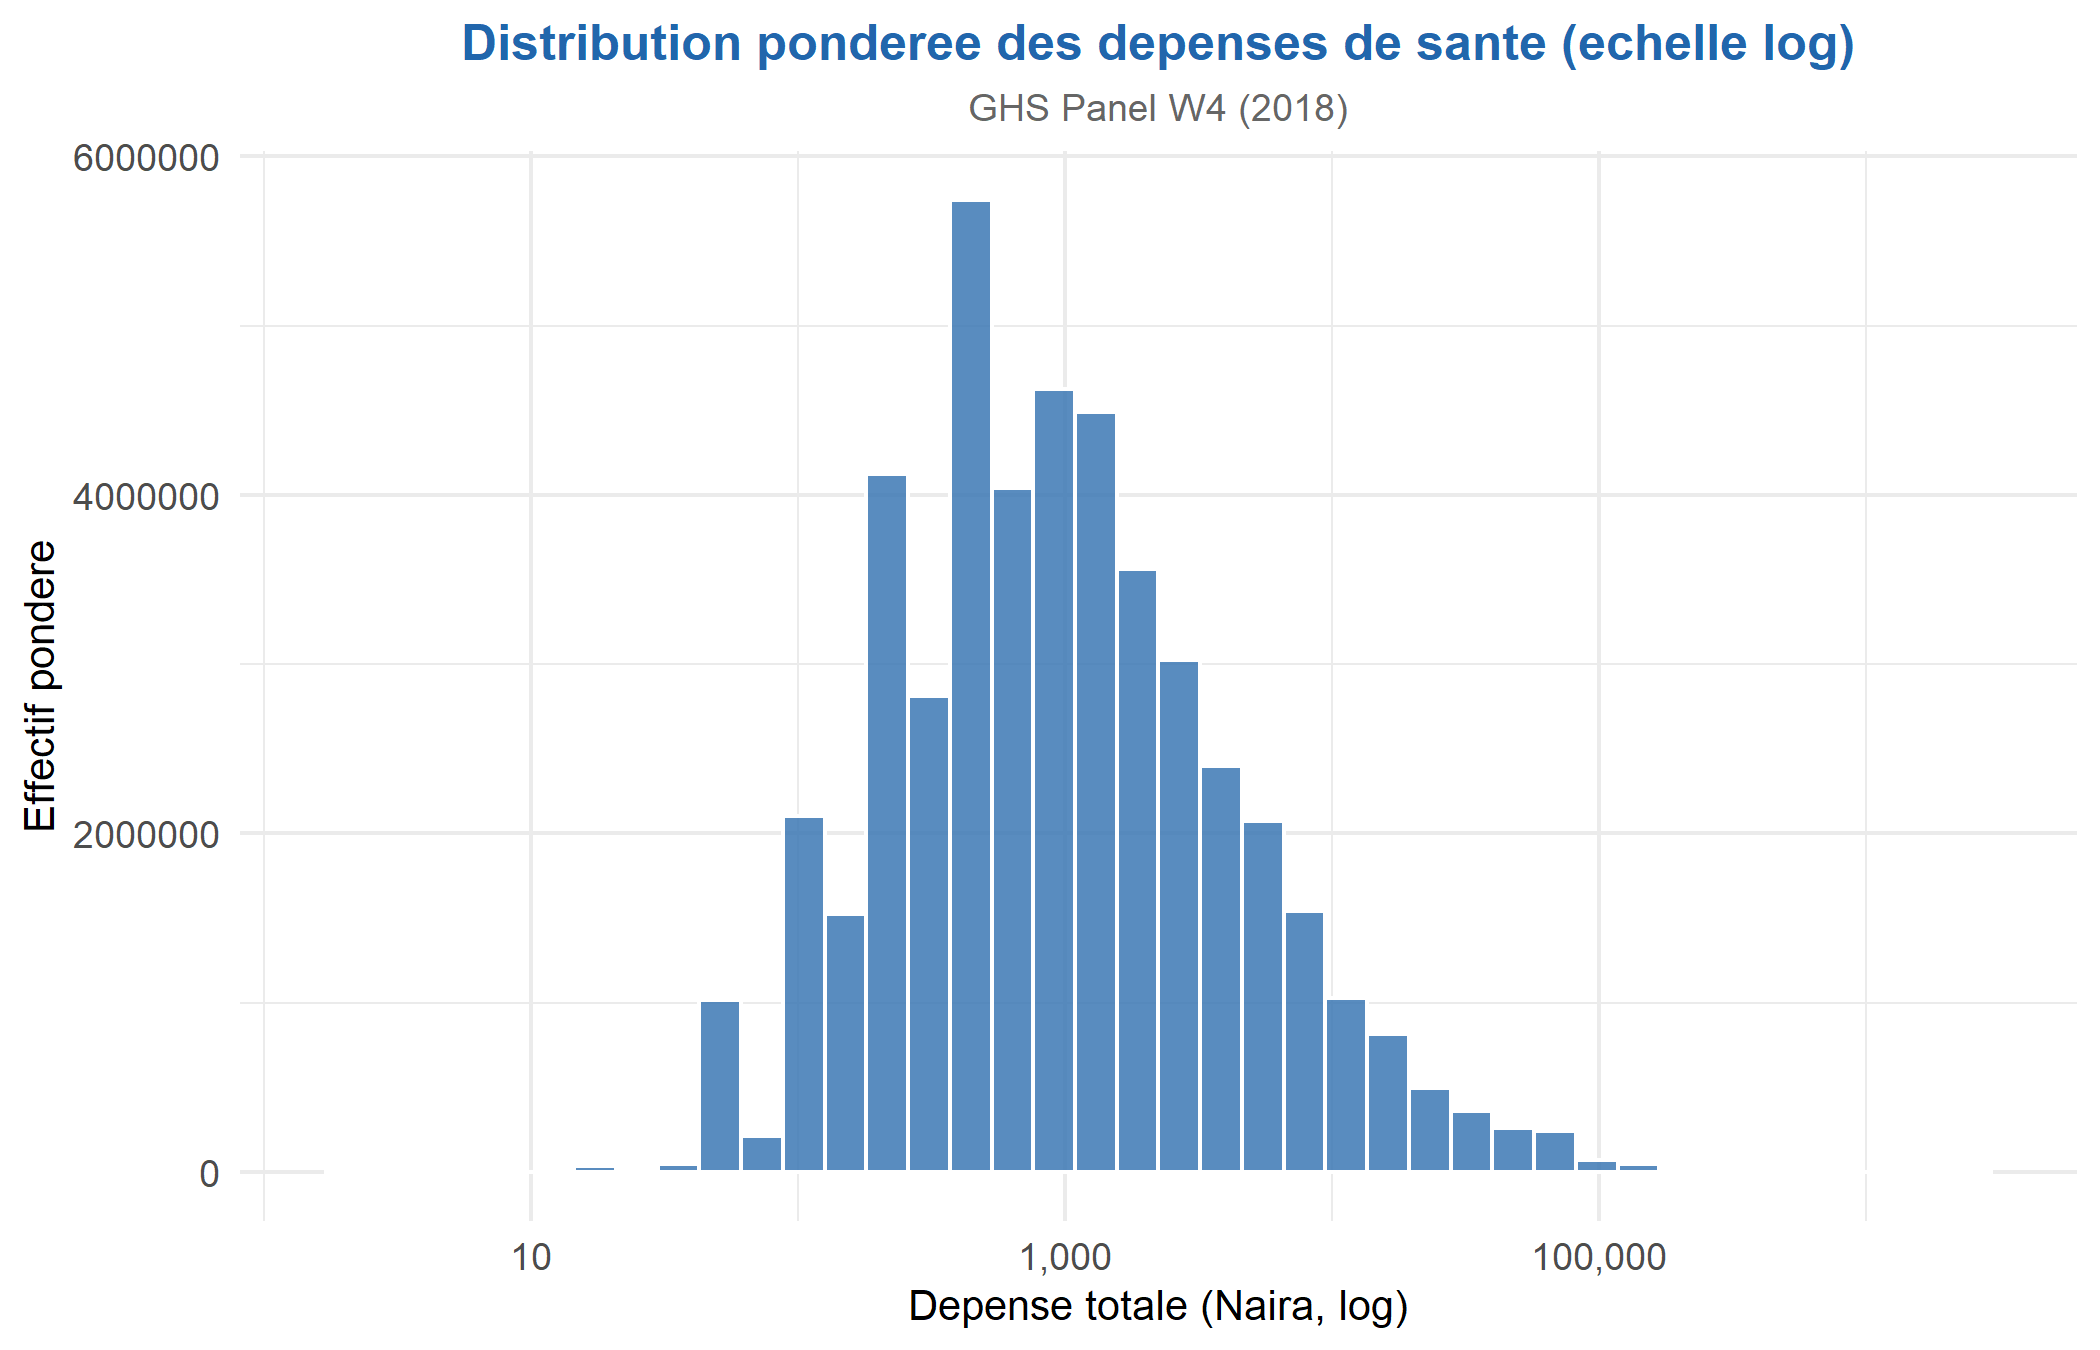 Distribution ponderee des depenses de sante (echelle log)
GHS Panel W4 (2018)
6000000
4000000
2000000
0
Effectif pondere
10
1,000
100,000
Depense totale (Naira, log)